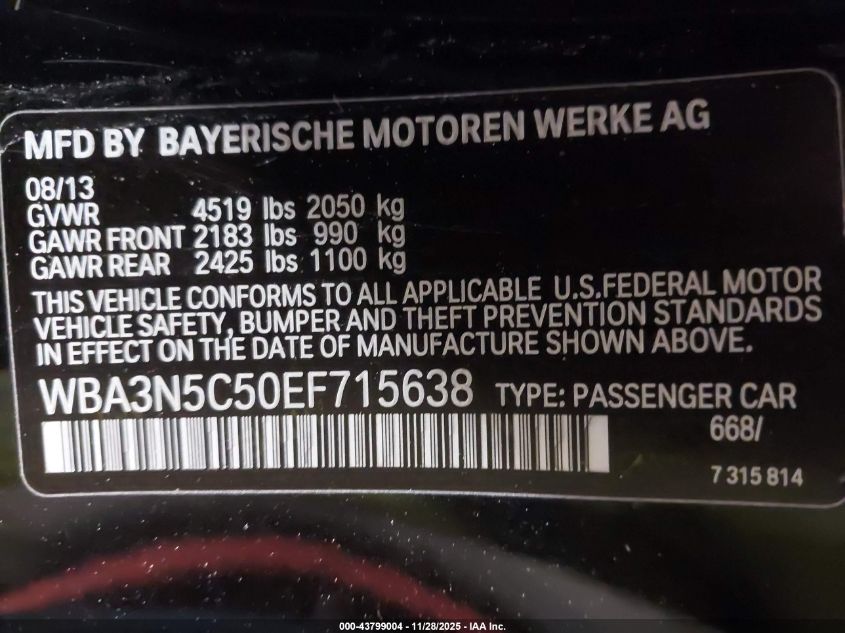 MFD BY BAYERISCHE MOTOREN WERKE AG
08/13
GVWR 4519 lbs 2050 kg
GAWR FRONT 2183 lbs 990 kg
GAWR REAR 2425 lbs 1100 kg
THIS VEHICLE CONFORMS TO ALL APPLICABLE U.S.FEDERAL MOTOR
VEHICLE SAFETY, BUMPER AND THEFT PREVENTION STANDARDS
IN EFFECT ON THE DATE OF MANUFACTURE SHOWN ABOVE.
WBA3N5C50EF715638 TYPE: PASSENGER CAR
668/
7 315 814
000-43799004 - 11/28/2025 - IAA Inc.